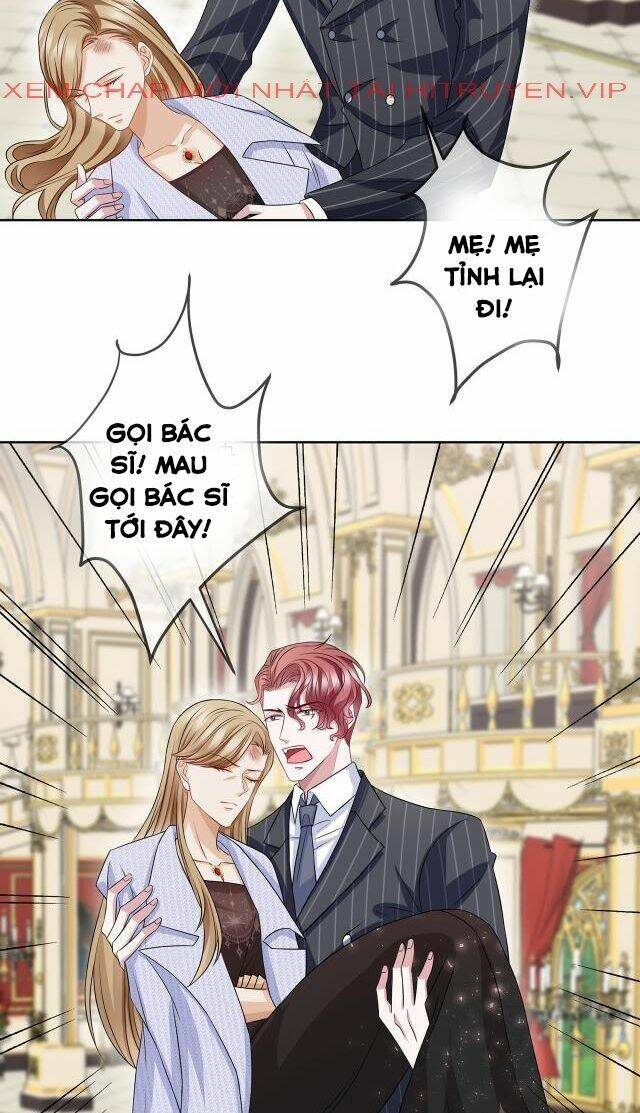 XEM CHAP MỚI NHẤT TẠI HITRUYEN.VIP
MẸ! MẸ
TỈNH LẠI
ĐI!
GỌI BÁC
SĨ! MAU
GỌI BÁC SĨ
TỚI ĐÂY!